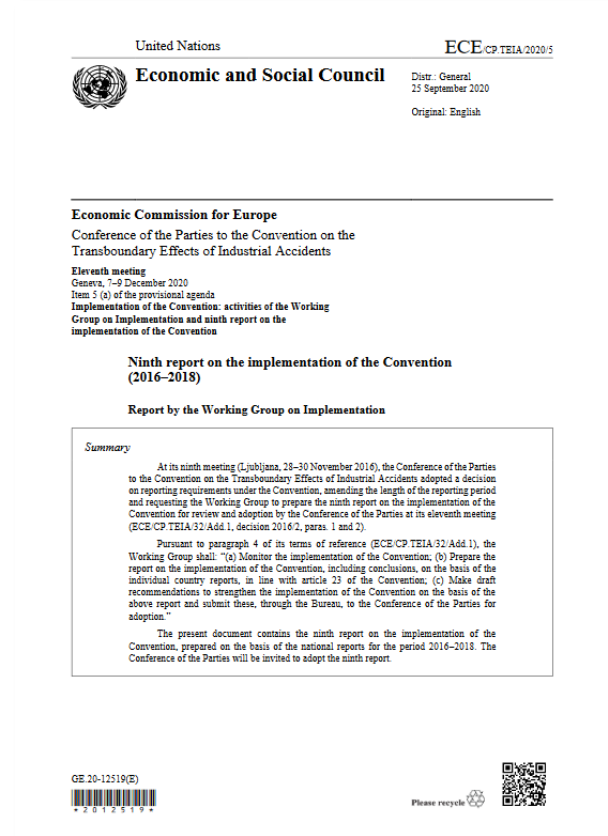 United Nations
ECE/CP.TEIA/2020/5
Economic and Social Council
Distr.: General
25 September 2020
Original: English
Economic Commission for Europe
Conference of the Parties to the Convention on the
Transboundary Effects of Industrial Accidents
Eleventh meeting
Geneva, 7–9 December 2020
Item 5 (a) of the provisional agenda
Implementation of the Convention: activities of the Working
Group on Implementation and ninth report on the
implementation of the Convention
Ninth report on the implementation of the Convention
(2016–2018)
Report by the Working Group on Implementation
Summary
At its ninth meeting (Ljubljana, 28–30 November 2016), the Conference of the Parties
to the Convention on the Transboundary Effects of Industrial Accidents adopted a decision
on reporting requirements under the Convention, amending the length of the reporting period
and requesting the Working Group to prepare the ninth report on the implementation of the
Convention for review and adoption by the Conference of the Parties at its eleventh meeting
(ECE/CP.TEIA/32/Add.1, decision 2016/2, paras. 1 and 2).
Pursuant to paragraph 4 of its terms of reference (ECE/CP.TEIA/32/Add.1), the
Working Group shall: “(a) Monitor the implementation of the Convention; (b) Prepare the
report on the implementation of the Convention, including conclusions, on the basis of the
individual country reports, in line with article 23 of the Convention; (c) Make draft
recommendations to strengthen the implementation of the Convention on the basis of the
above report and submit these, through the Bureau, to the Conference of the Parties for
adoption.”
The present document contains the ninth report on the implementation of the
Convention, prepared on the basis of the national reports for the period 2016–2018. The
Conference of the Parties will be invited to adopt the ninth report.
GE.20-12519(E)
*2012519*
Please recycle